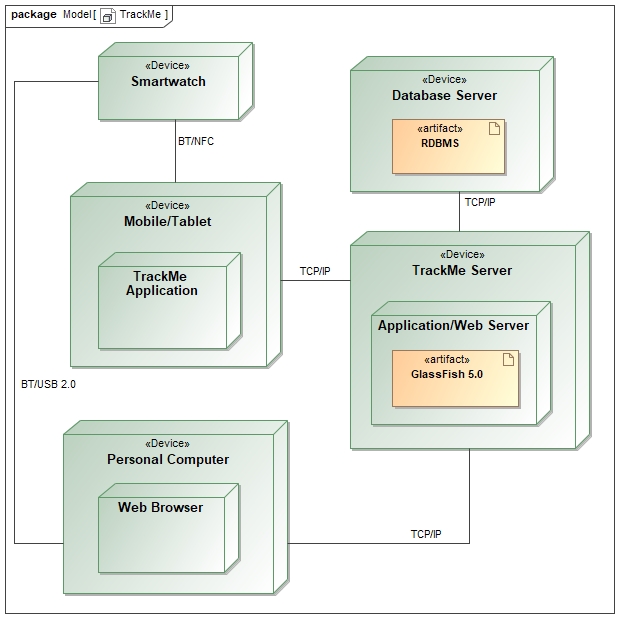 package Model [ TrackMe ]
«Device»
Smartwatch
BT/NFC
«Device»
Database Server
«artifact»
RDBMS
TCP/IP
«Device»
Mobile/Tablet
TrackMe
Application
TCP/IP
«Device»
TrackMe Server
Application/Web Server
«artifact»
GlassFish 5.0
BT/USB 2.0
«Device»
Personal Computer
Web Browser
TCP/IP